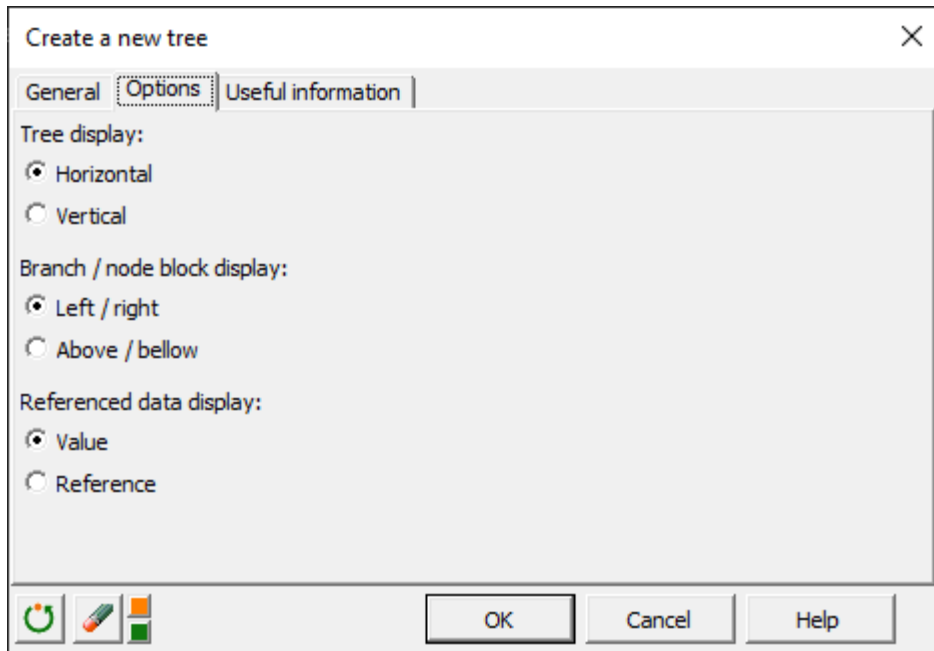 Create a new tree
General Options Useful information
Tree display:
Horizontal
Vertical
Branch / node block display:
Left / right
Above / bellow
Referenced data display:
Value
Reference
OK Cancel Help